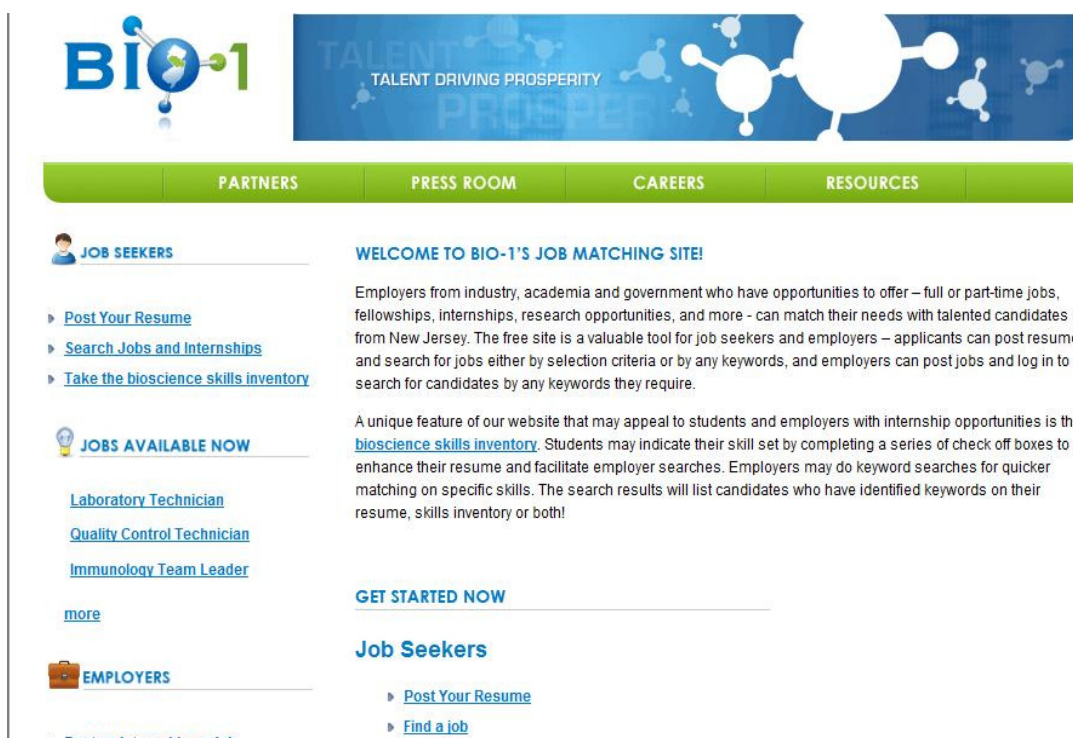 BIO-1
TALENT
TALENT DRIVING PROSPERITY
PROSPER
PARTNERS PRESS ROOM CAREERS RESOURCES
JOB SEEKERS
Post Your Resume
Search Jobs and Internships
Take the bioscience skills inventory
JOBS AVAILABLE NOW
Laboratory Technician
Quality Control Technician
Immunology Team Leader
more
EMPLOYERS
WELCOME TO BIO-1'S JOB MATCHING SITE!
Employers from industry, academia and government who have opportunities to offer – full or part-time jobs,
fellowships, internships, research opportunities, and more - can match their needs with talented candidates
from New Jersey. The free site is a valuable tool for job seekers and employers – applicants can post resum
and search for jobs either by selection criteria or by any keywords, and employers can post jobs and log in to
search for candidates by any keywords they require.
A unique feature of our website that may appeal to students and employers with internship opportunities is th
bioscience skills inventory. Students may indicate their skill set by completing a series of check off boxes to
enhance their resume and facilitate employer searches. Employers may do keyword searches for quicker
matching on specific skills. The search results will list candidates who have identified keywords on their
resume, skills inventory or both!
GET STARTED NOW
Job Seekers
Post Your Resume
Find a job